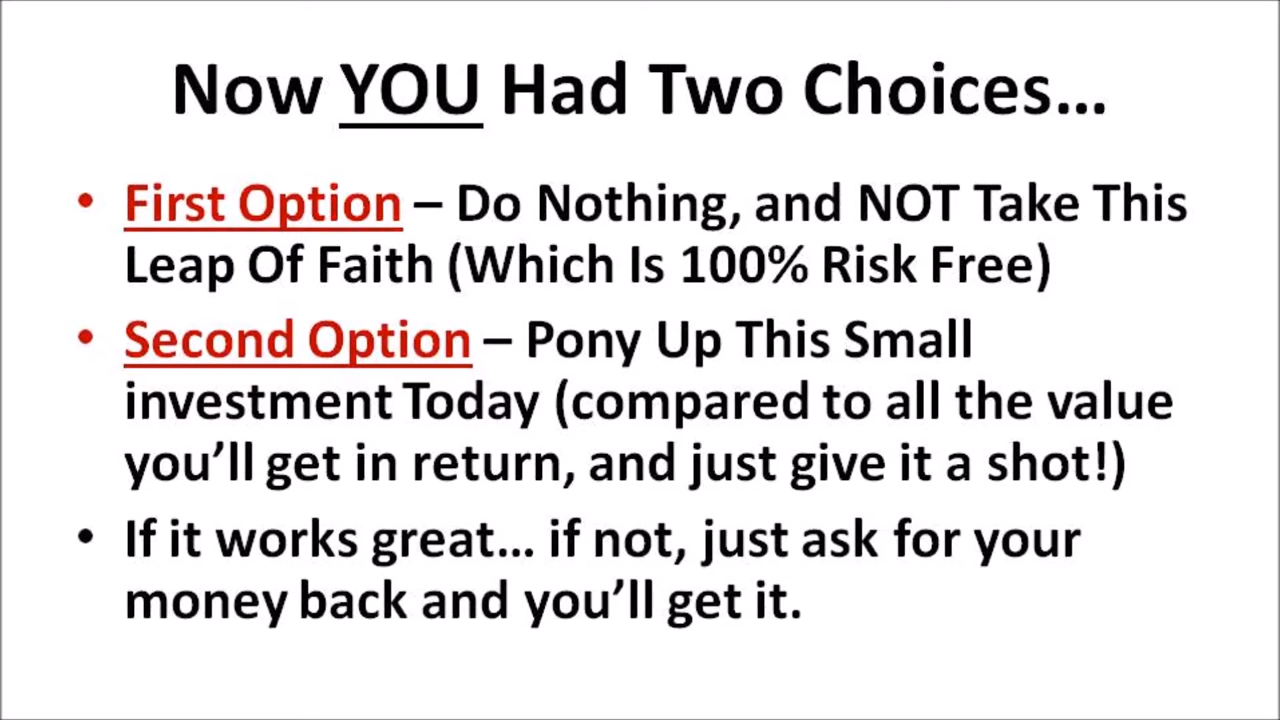 Now YOU Had Two Choices...
• First Option – Do Nothing, and NOT Take This
Leap Of Faith (Which Is 100% Risk Free)
• Second Option – Pony Up This Small
investment Today (compared to all the value
you’ll get in return, and just give it a shot!)
• If it works great... if not, just ask for your
money back and you’ll get it.